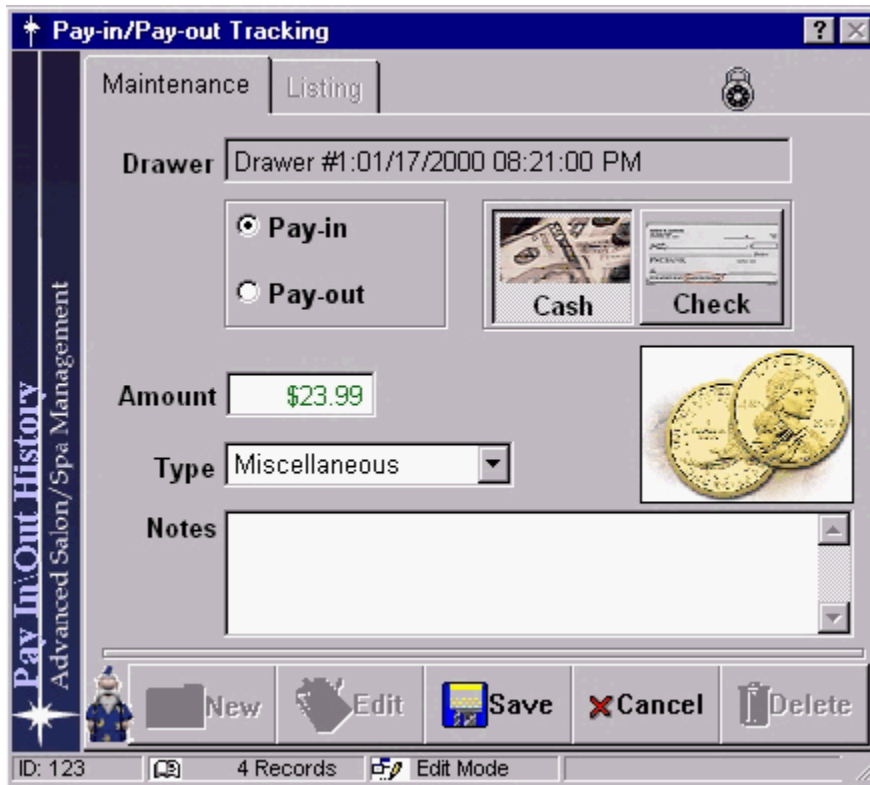 Pay-in/Pay-out Tracking
Maintenance
Listing
Drawer
Drawer #1:01/17/2000 08:21:00 PM
Pay-in
Pay-out
Cash
Check
Amount
$23.99
Type
Miscellaneous
Notes
Pay In\Out History
Advanced Salon/Spa Management
New
Edit
Save
Cancel
Delete
ID: 123
4 Records
Edit Mode